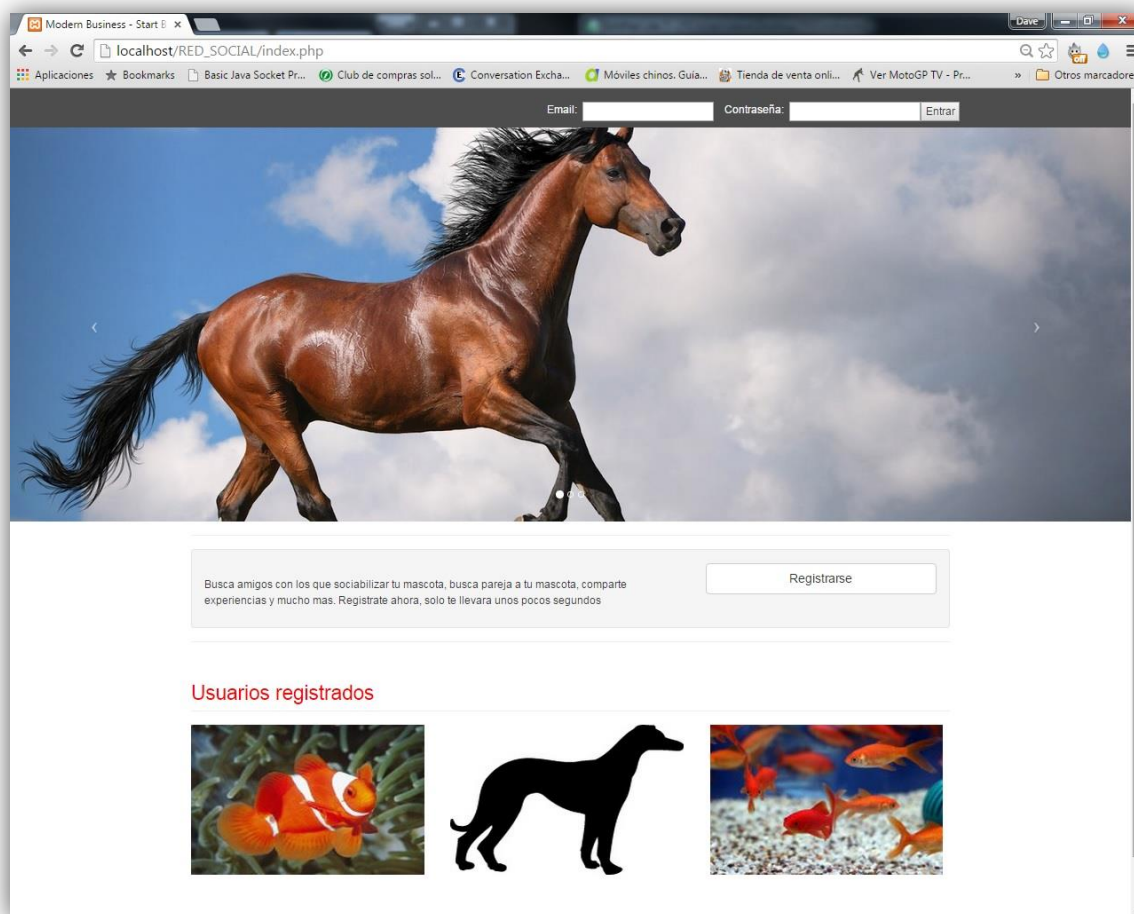 Modern Business - Start B
Dave
localhost/RED_SOCIAL/index.php
Aplicaciones Bookmarks Basic Java Socket Pr... Club de compras sol... Conversation Excha... Móviles chinos. Guía... Tienda de venta onli... Ver MotoGP TV - Pr... » Otros marcadore
Email: Contraseña: Entrar
Busca amigos con los que sociabilizar tu mascota, busca pareja a tu mascota, comparte
experiencias y mucho mas. Registrate ahora, solo te llevara unos pocos segundos
Registrarse
Usuarios registrados